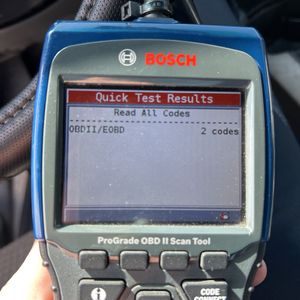 BOSCH
Quick Test Results
Read All Codes
OBDII/EOBD 2 codes
ProGrade OBD II Scan Tool
i
CODE
CONNECT